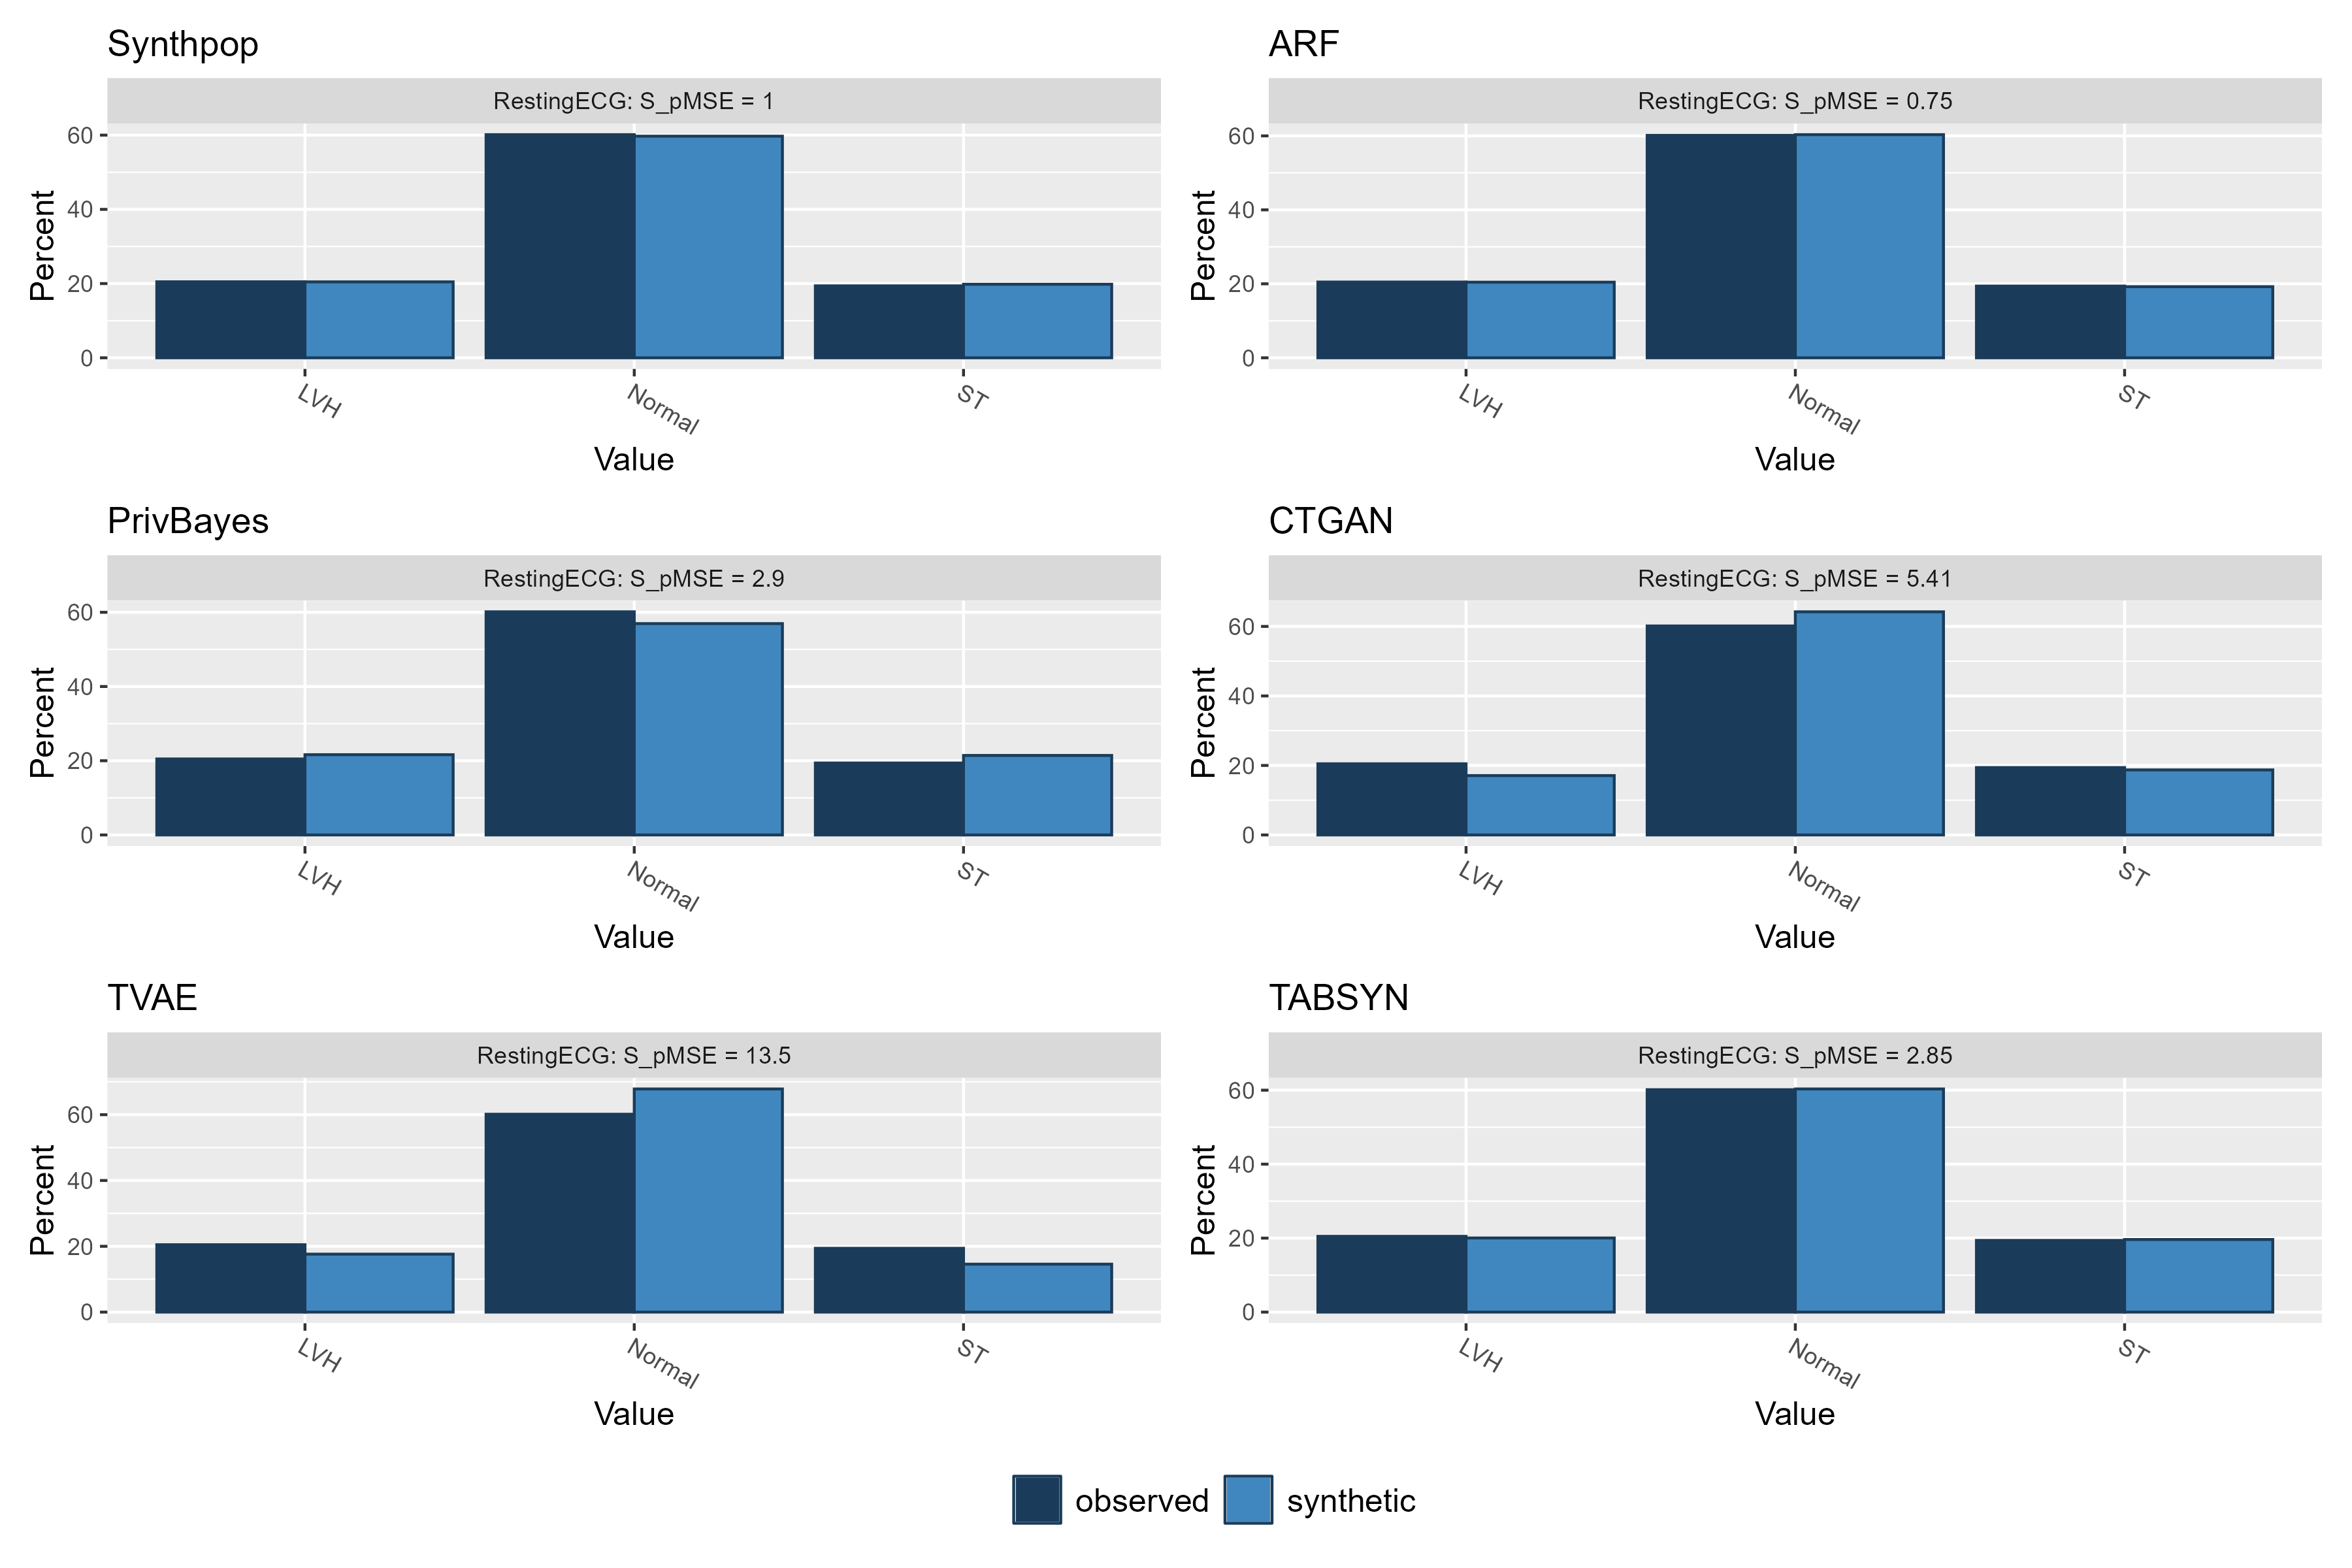 Synthpop
RestingECG: S_pMSE = 1
60
40
20
0
Percent
LVH
Normal
ST
Value
ARF
RestingECG: S_pMSE = 0.75
60
40
20
0
Percent
LVH
Normal
ST
Value
PrivBayes
RestingECG: S_pMSE = 2.9
60
40
20
0
Percent
LVH
Normal
ST
Value
CTGAN
RestingECG: S_pMSE = 5.41
60
40
20
0
Percent
LVH
Normal
ST
Value
TVAE
RestingECG: S_pMSE = 13.5
60
40
20
0
Percent
LVH
Normal
ST
Value
TABSYN
RestingECG: S_pMSE = 2.85
60
40
20
0
Percent
LVH
Normal
ST
Value
observed
synthetic